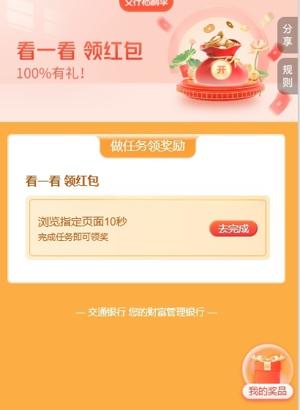 看一看 领红包
100%有礼！
分享
规则
开
做任务领奖励
看一看 领红包
浏览指定页面10秒
去完成
完成任务即可领奖
— 交通银行 您的财富管理银行 —
我的奖品